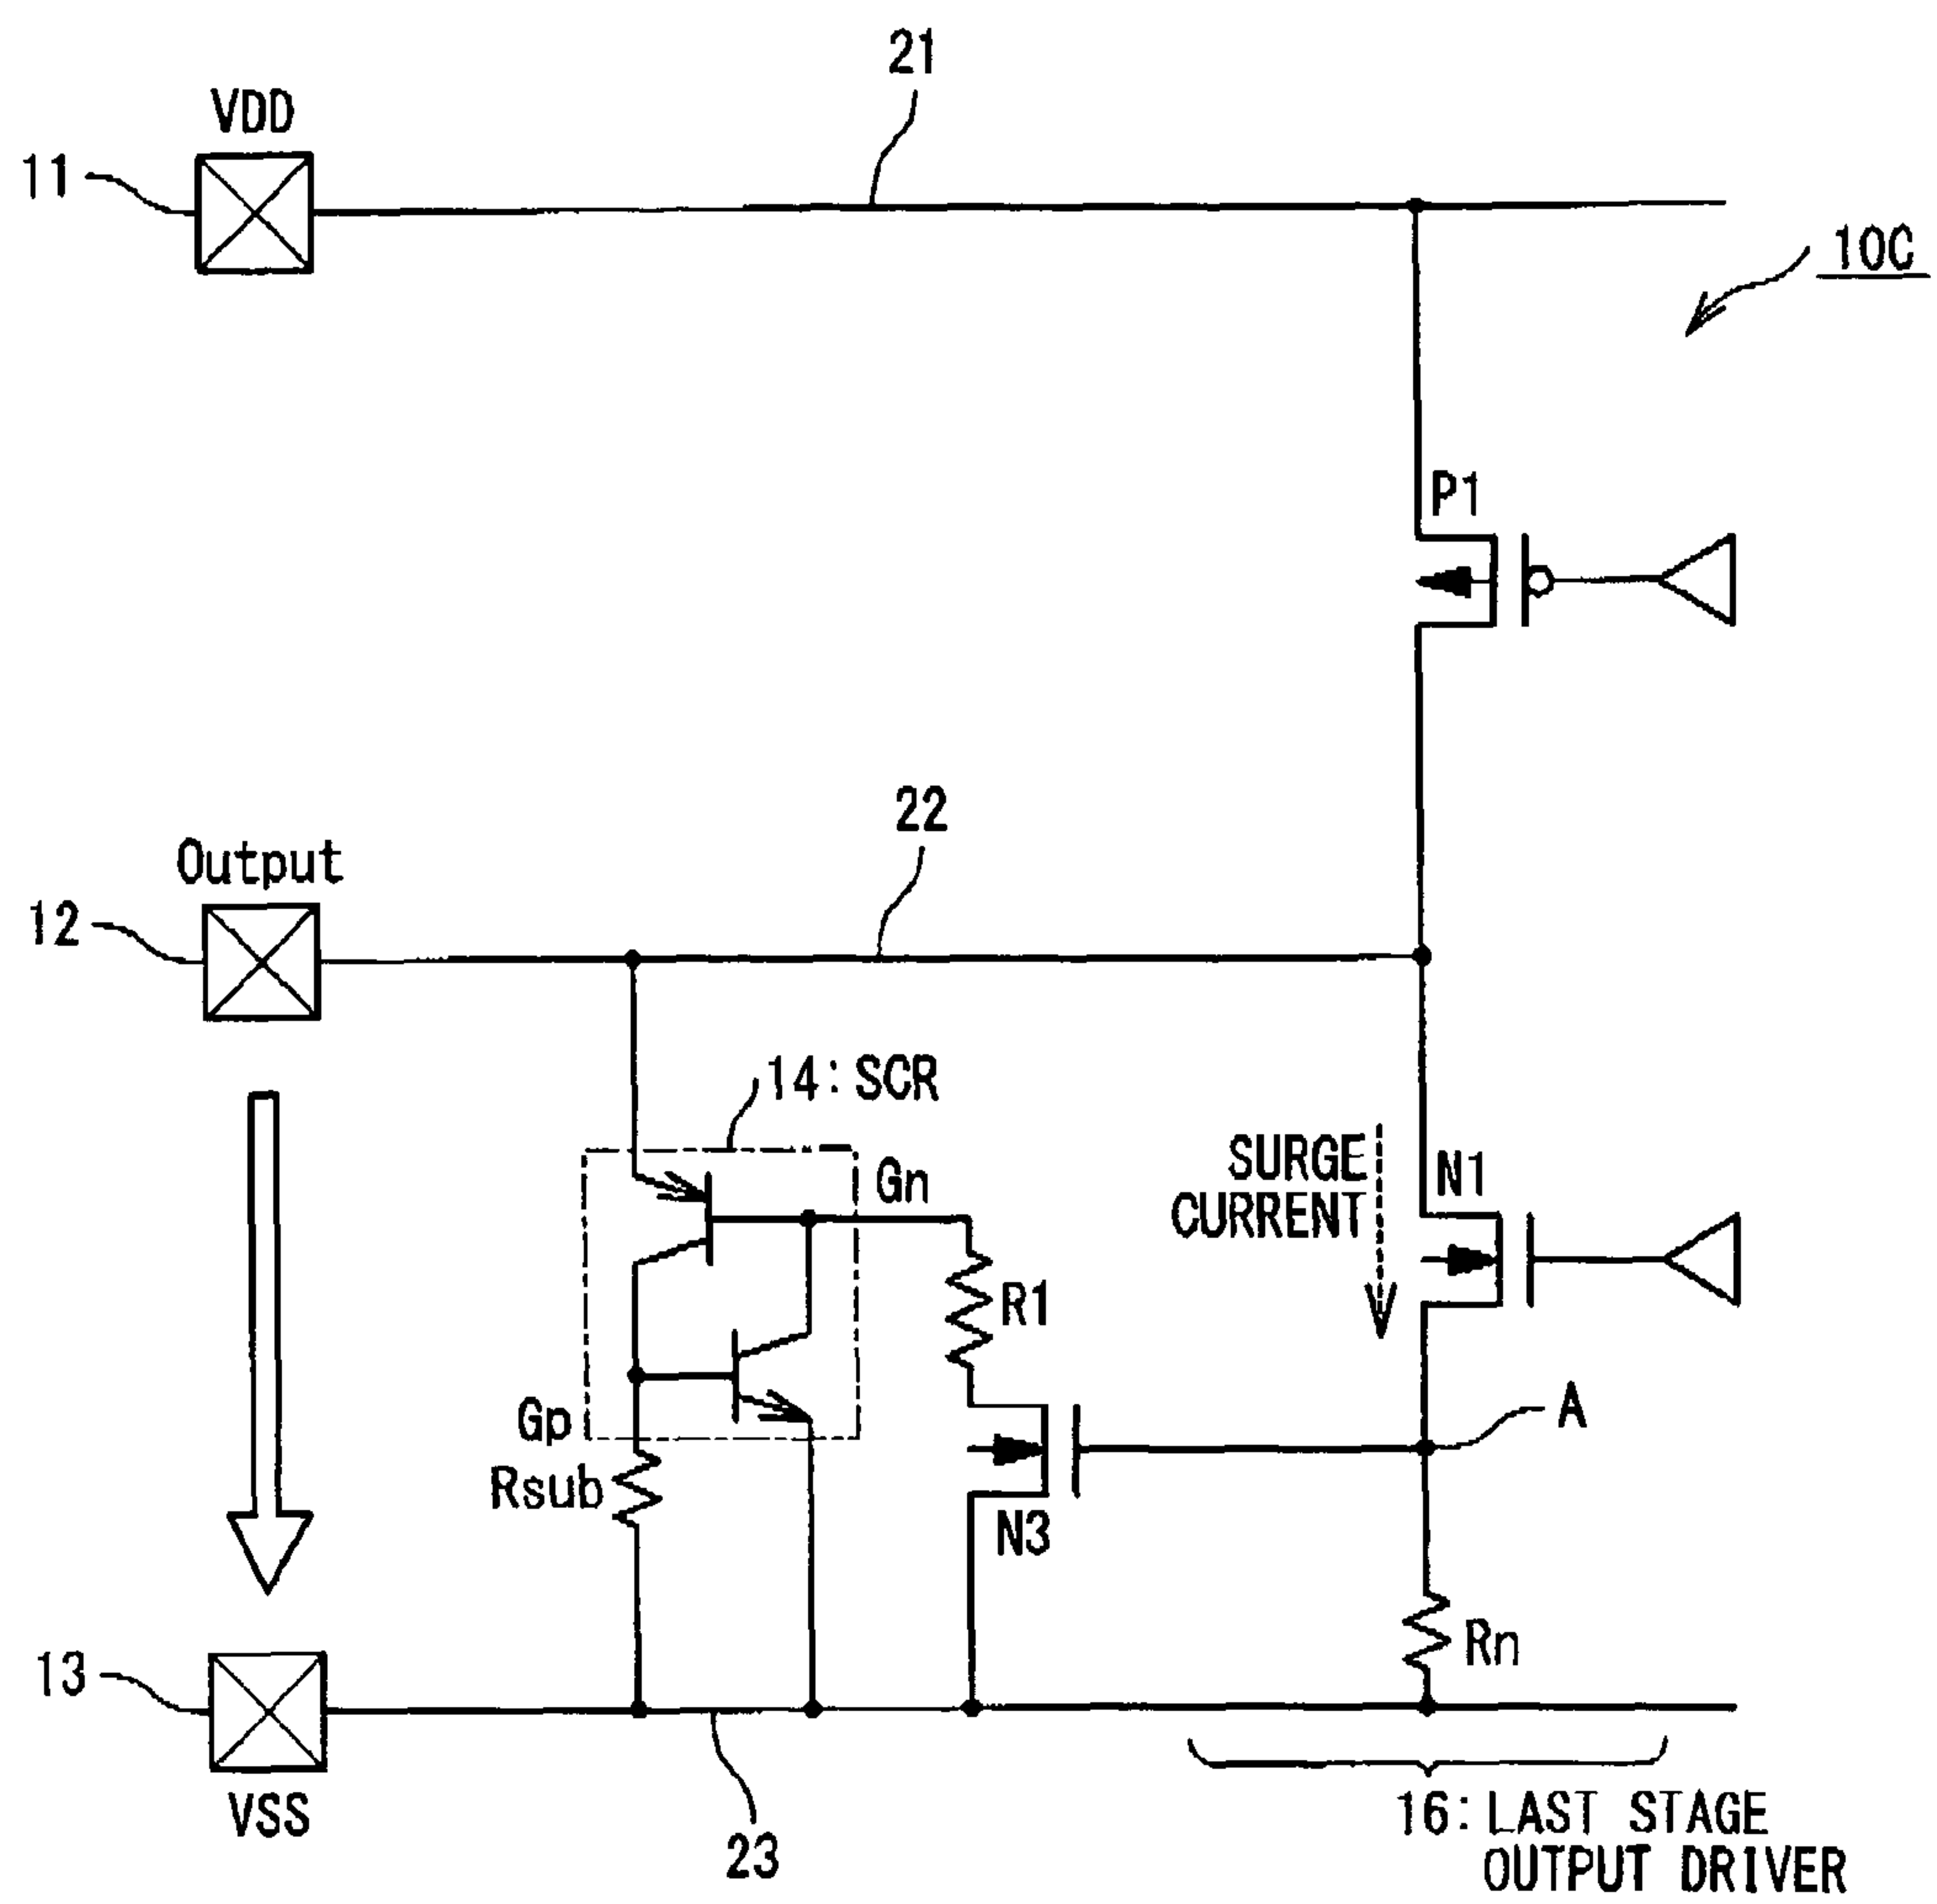 21
VDD
11
10C
P1
22
Output
12
14: SCR
Gn
SURGE
CURRENT
N1
R1
A
Gp
Rsub
N3
Rn
13
VSS
23
16: LAST STAGE
OUTPUT DRIVER